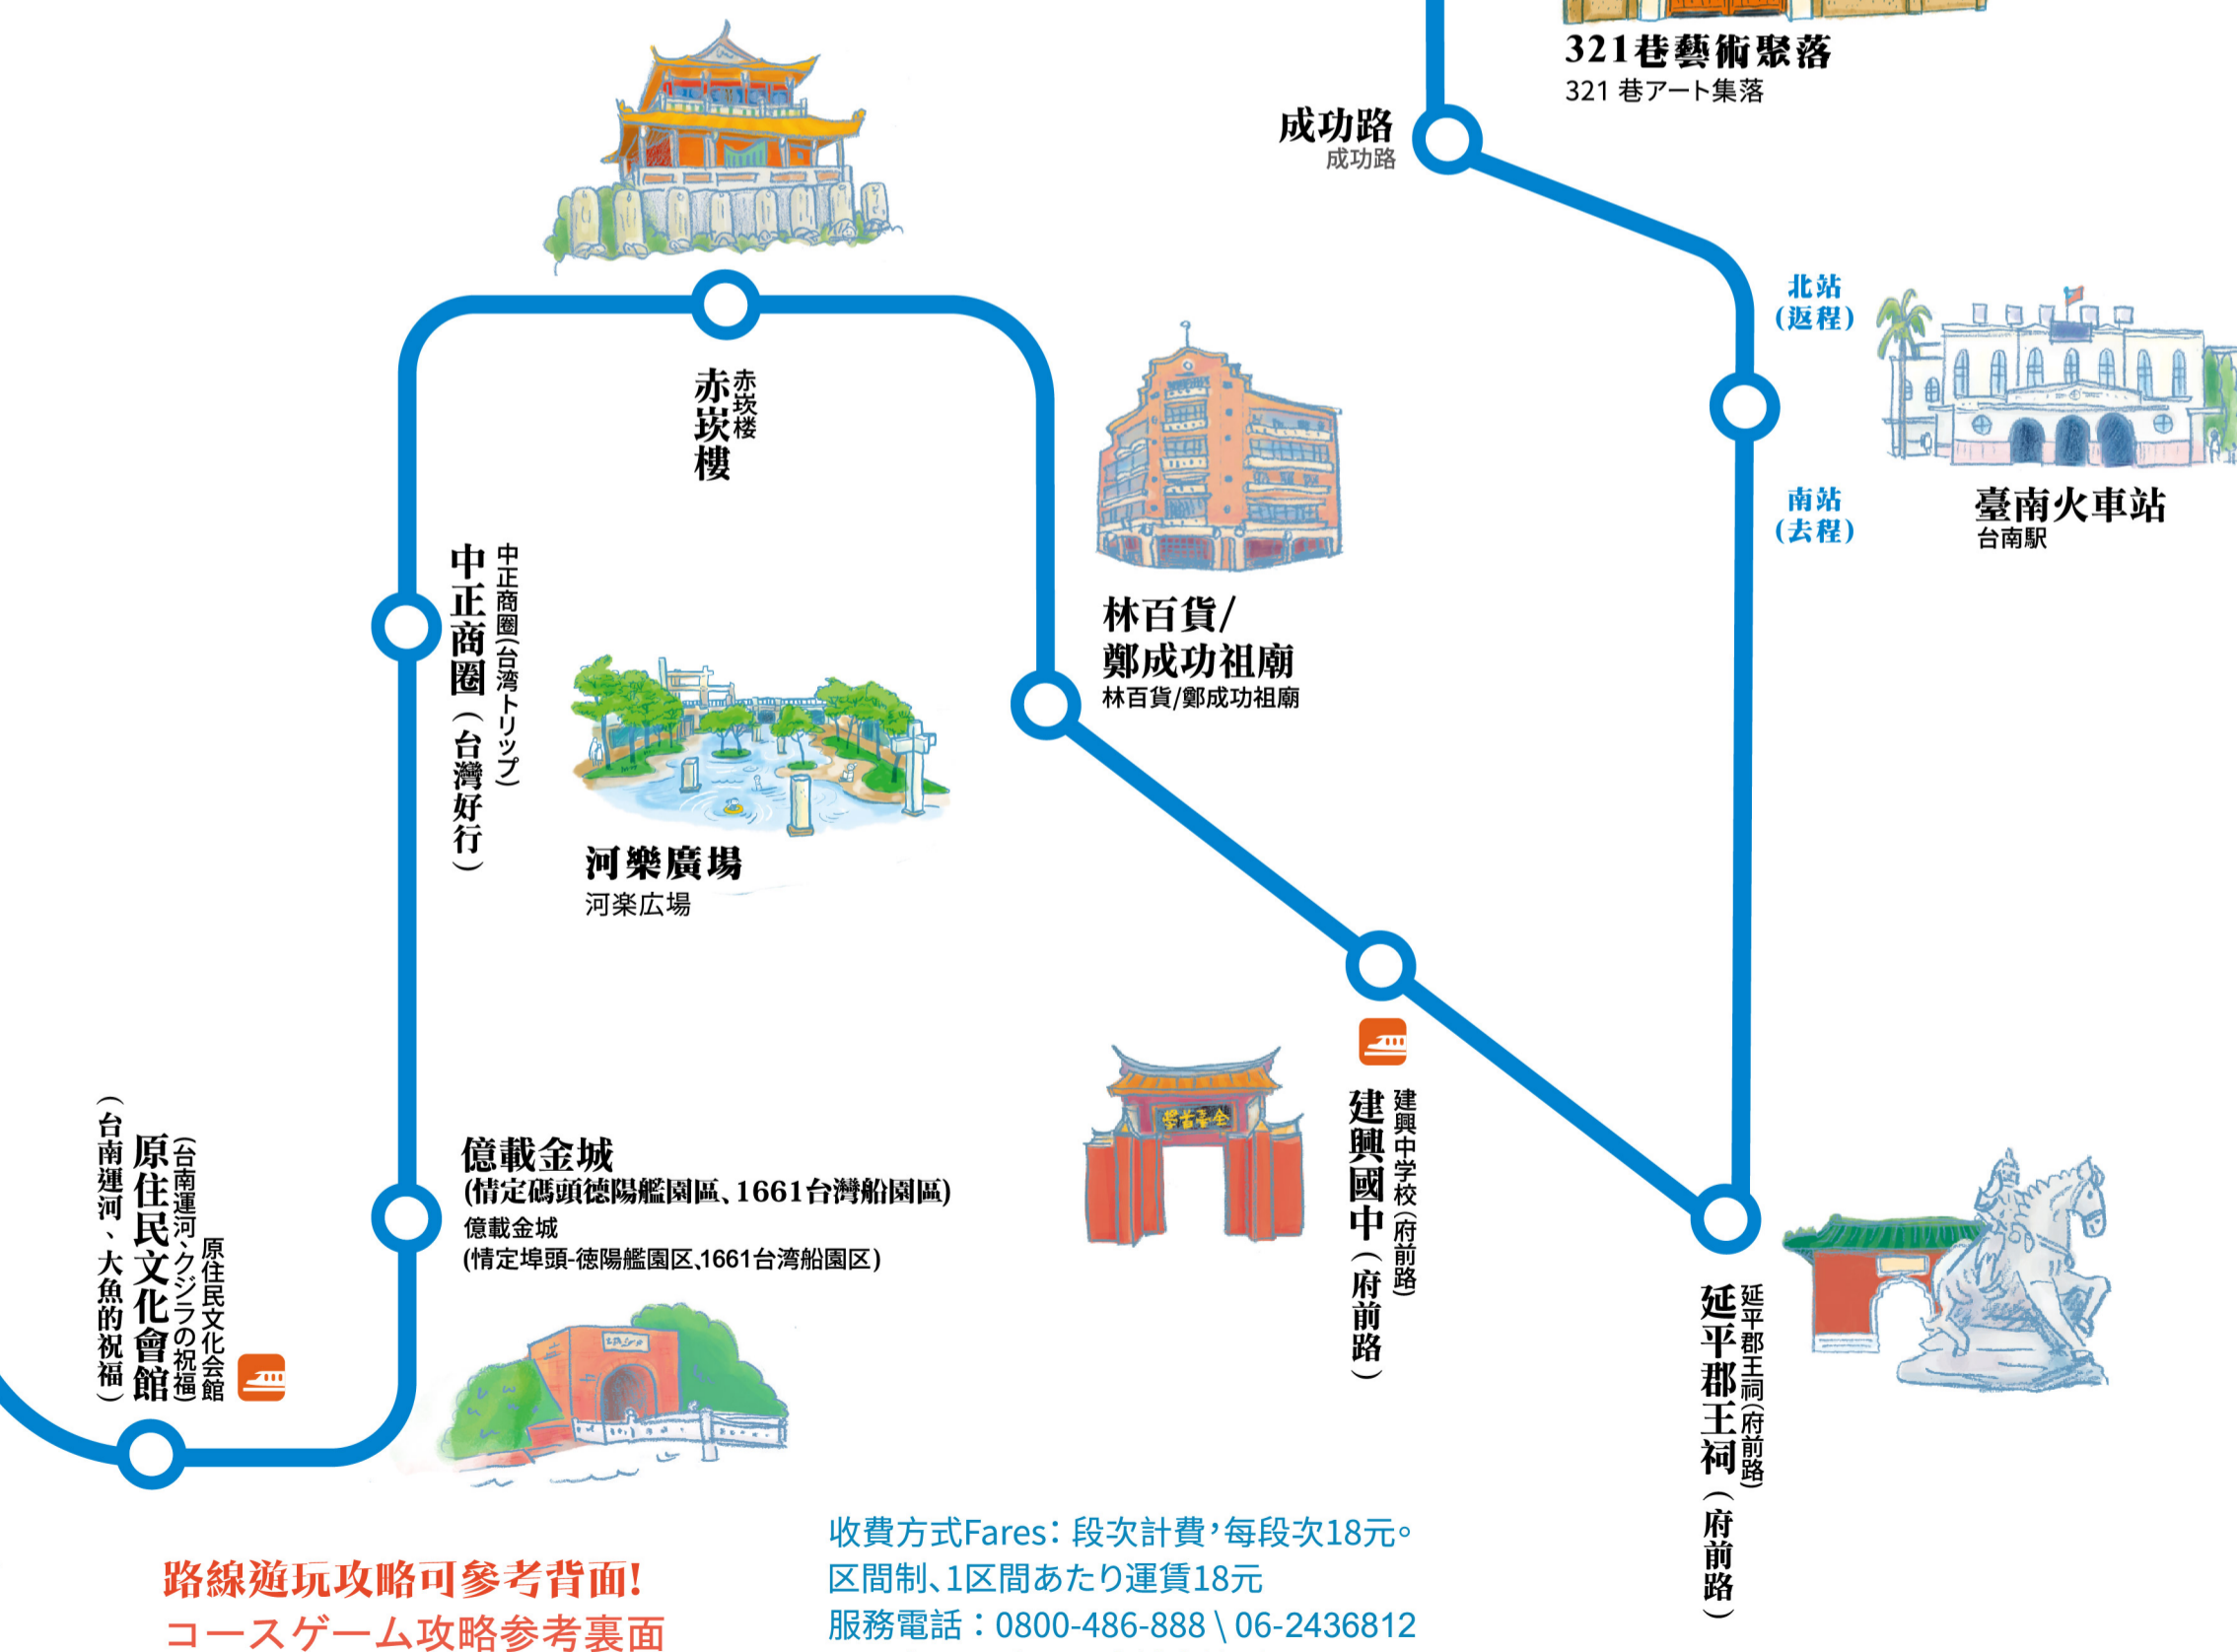 321巷藝術聚落
321 巷アート集落
成功路
成功路
北站
(返程)
南站
(去程)
臺南火車站
台南駅
赤崁樓
赤崁楼
林百貨/
鄭成功祖廟
林百貨/鄭成功祖廟
中正商圈(台灣好行)
中正商圈(台湾トリップ)
河樂廣場
河楽広場
全臺首學
建興國中(府前路)
建興中学校(府前路)
延平郡王祠(府前路)
延平郡王祠(府前路)
億載金城
(情定碼頭德陽艦園區、1661台灣船園區)
億載金城
(情定埠頭-徳陽艦園区、1661台湾船園区)
原住民文化會館
(台南運河、大魚的祝福)
原住民文化会館
(台南運河、クジラの祝福)
收費方式Fares：段次計費，每段次18元。
区間制、1区間あたり運賃18元
服務電話：0800-486-888 \ 06-2436812
路線遊玩攻略可參考背面!
コースゲーム攻略参考裏面